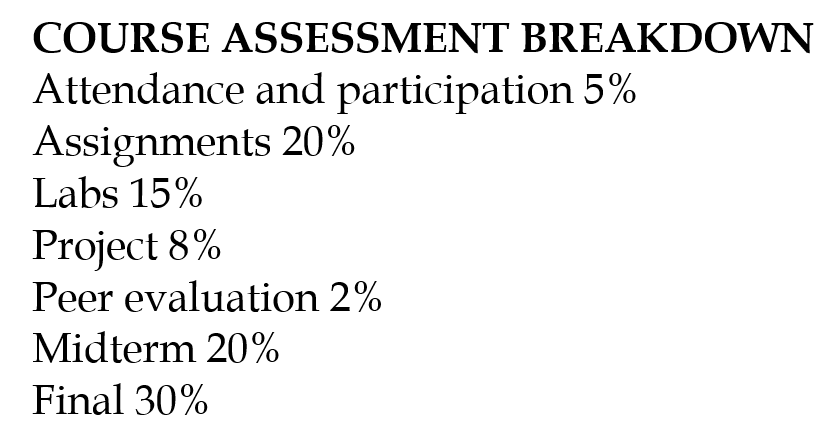 COURSE ASSESSMENT BREAKDOWN
Attendance and participation 5%
Assignments 20%
Labs 15%
Project 8%
Peer evaluation 2%
Midterm 20%
Final 30%